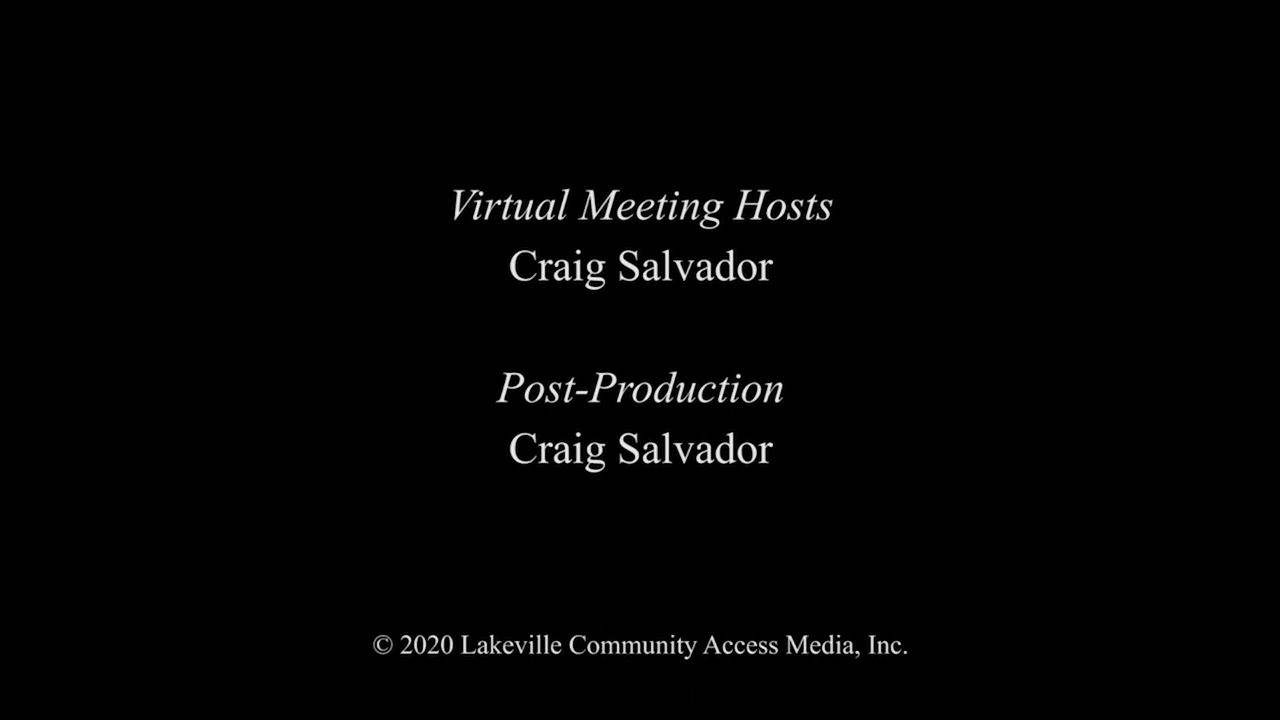 Virtual Meeting Hosts
Craig Salvador
Post-Production
Craig Salvador
© 2020 Lakeville Community Access Media, Inc.